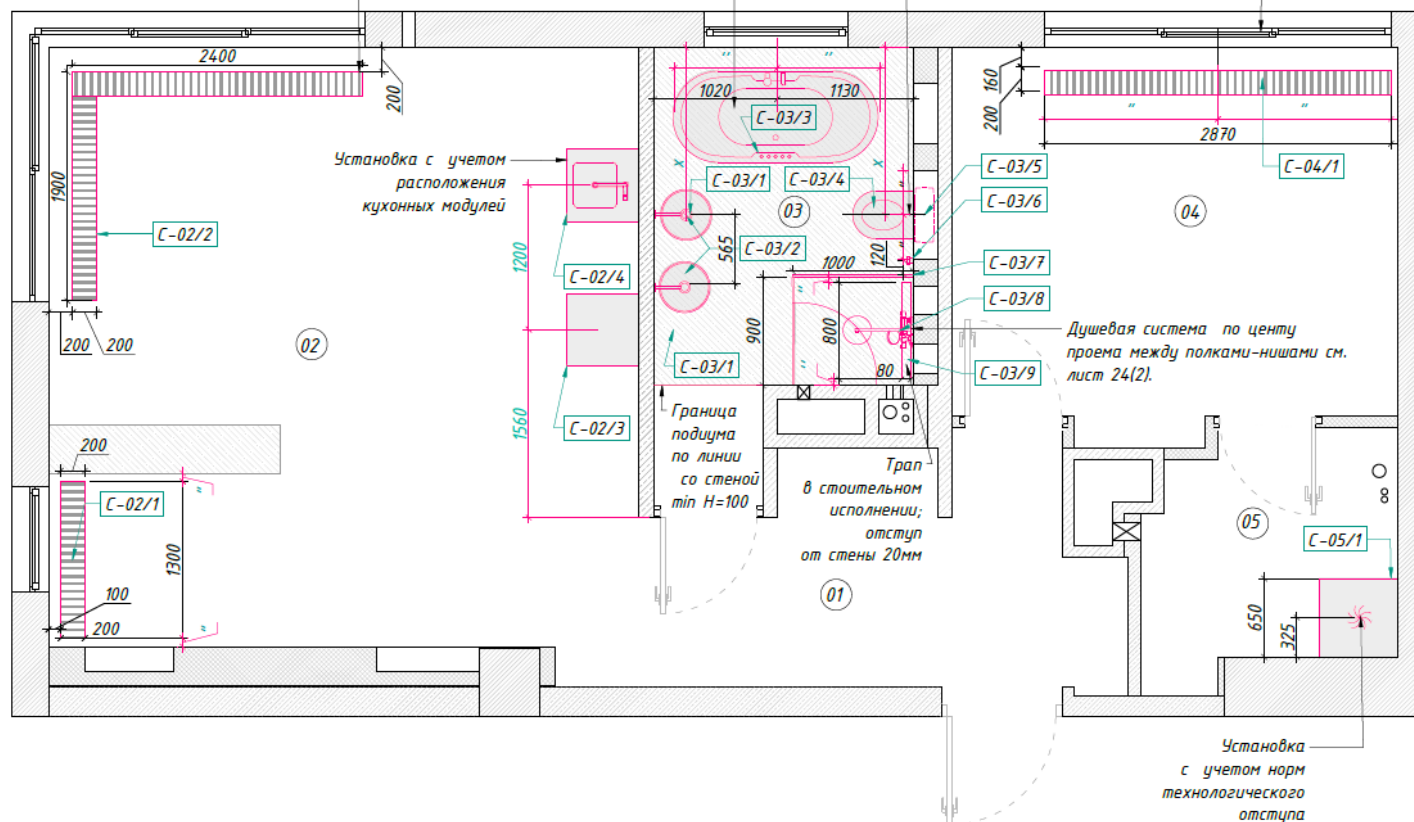 2400
200
1020
1130
160
200
2870
С-03/3
С-04/1
Установка с учетом
расположения
кухонных модулей
1900
х
х
С-03/1
С-03/4
С-03/5
С-03/6
03
04
С-02/2
1200
С-02/4
565
С-03/2
120
1000
С-03/7
С-03/8
200
200
02
900
800
Душевая система по центру
проема между полками-нишами см.
лист 24(2).
С-03/1
80
С-03/9
1560
С-02/3
Граница
подиума
по линии
со стеной
min H=100
200
С-02/1
1300
100
200
Трап
в стоительном
исполнении;
отступ
от стены 20мм
01
05
С-05/1
650
325
Установка
с учетом норм
технологического
отступа